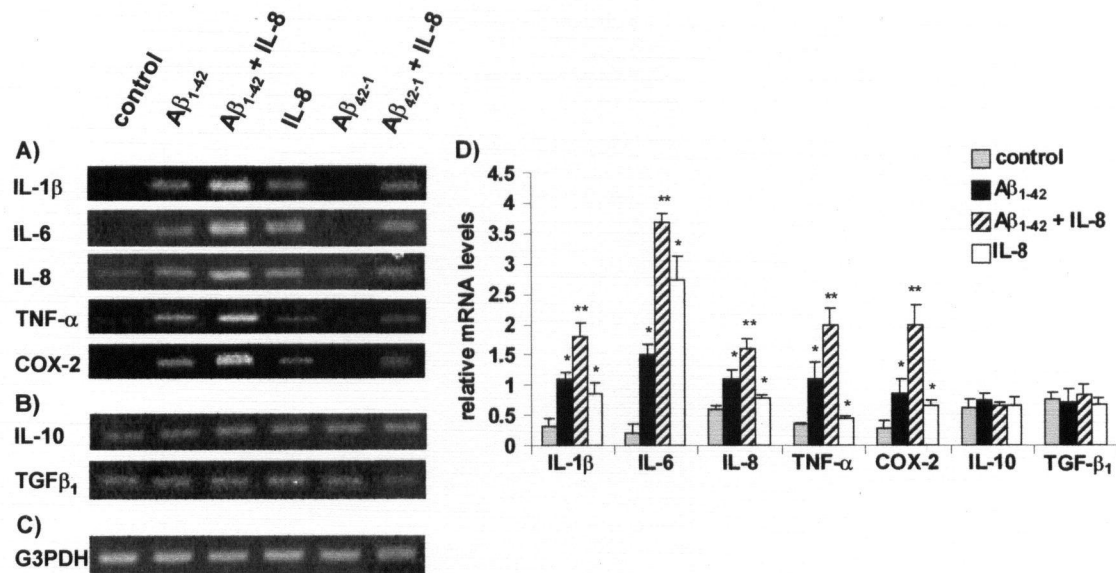 control
Aβ1-42
Aβ1-42 + IL-8
IL-8
Aβ42-1
Aβ42-1 + IL-8
A)
IL-1β
IL-6
IL-8
TNF-α
COX-2
B)
IL-10
TGFβ1
C)
G3PDH
D)
relative mRNA levels
4.5
4
3.5
3
2.5
2
1.5
1
0.5
0
* ** *
* ** *
* ** *
* ** *
* ** *
IL-1β IL-6 IL-8 TNF-α COX-2 IL-10 TGF-β1
control
Aβ1-42
Aβ1-42 + IL-8
IL-8